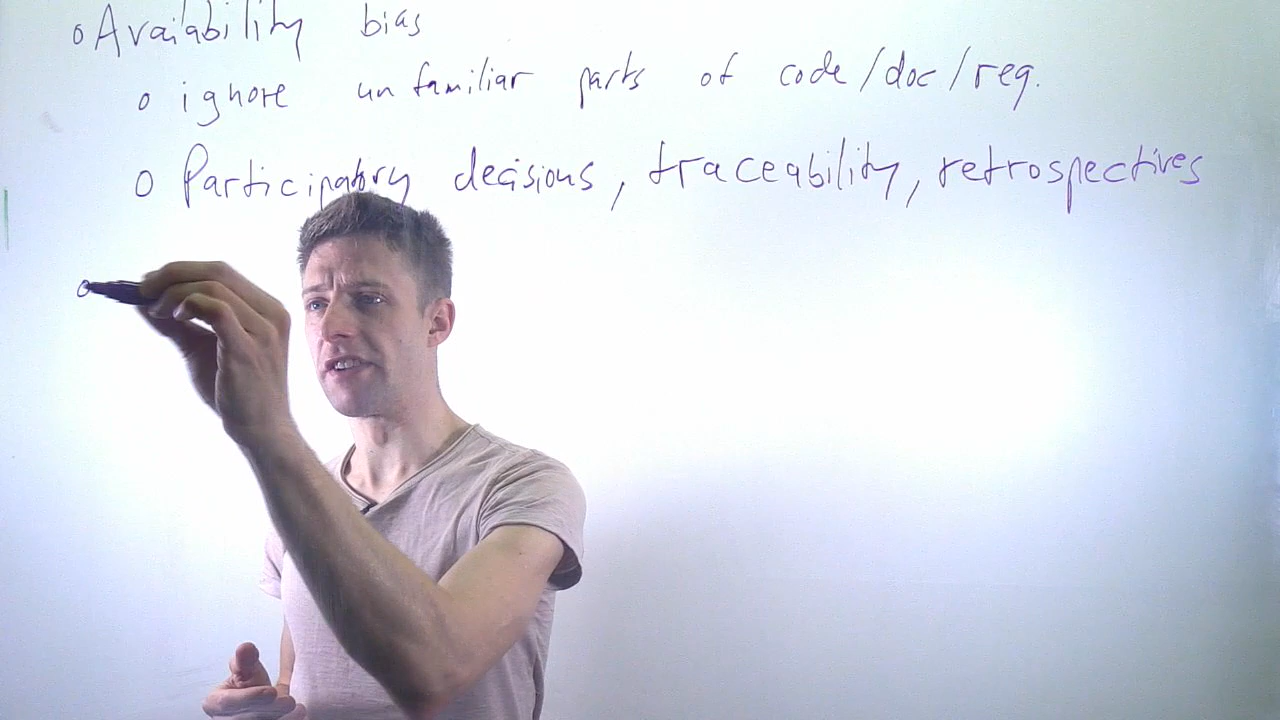 o Availability bias
o ignore unfamiliar parts of code/doc/req.
o Participatory decisions, traceability, retrospectives
o